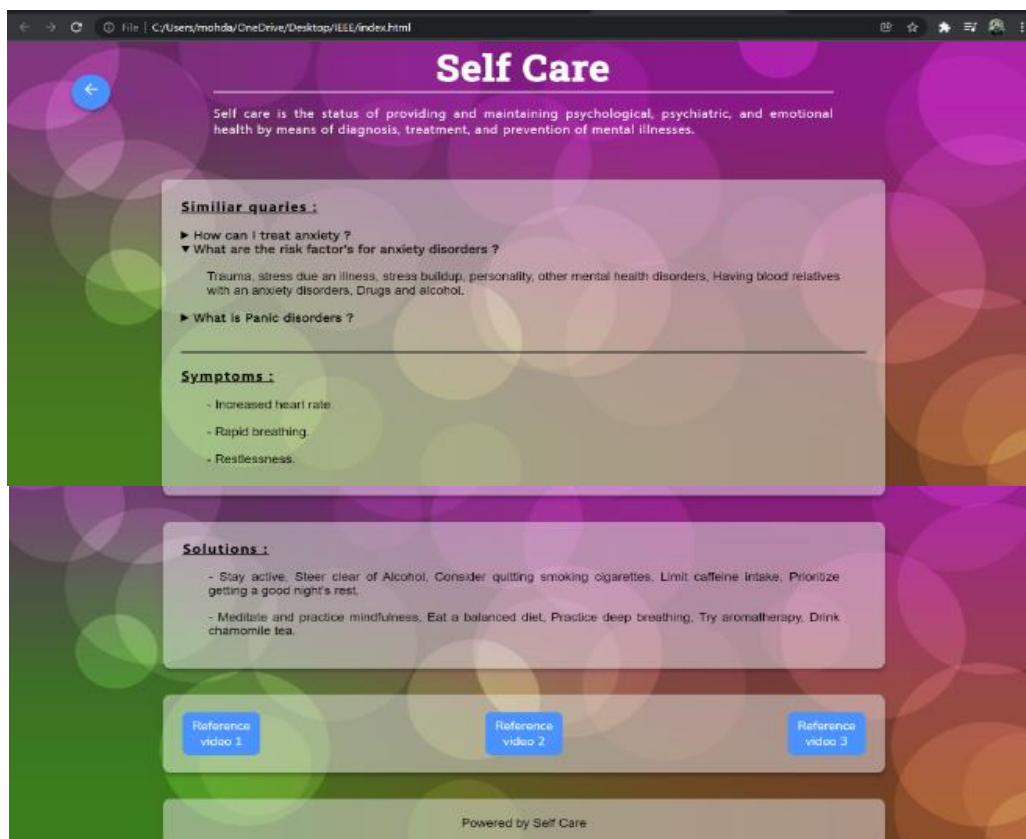 File | C:/Users/mohda/OneDrive/Desktop/IEEE/index.html
Self Care
Self care is the status of providing and maintaining psychological, psychiatric, and emotional
health by means of diagnosis, treatment, and prevention of mental illnesses.
Similiar quaries :
▶ How can I treat anxiety ?
▼ What are the risk factor's for anxiety disorders ?
Trauma, stress due an illness, stress buildup, personality, other mental health disorders, Having blood relatives
with an anxiety disorders, Drugs and alcohol.
▶ What is Panic disorders ?
Symptoms :
- Increased heart rate.
- Rapid breathing.
- Restlessness.
Solutions :
- Stay active, Steer clear of Alcohol, Consider quitting smoking cigarettes, Limit caffeine intake, Prioritize
getting a good night's rest.
- Meditate and practice mindfulness, Eat a balanced diet, Practice deep breathing, Try aromatherapy, Drink
chamomile tea.
Reference
video 1
Reference
video 2
Reference
video 3
Powered by Self Care